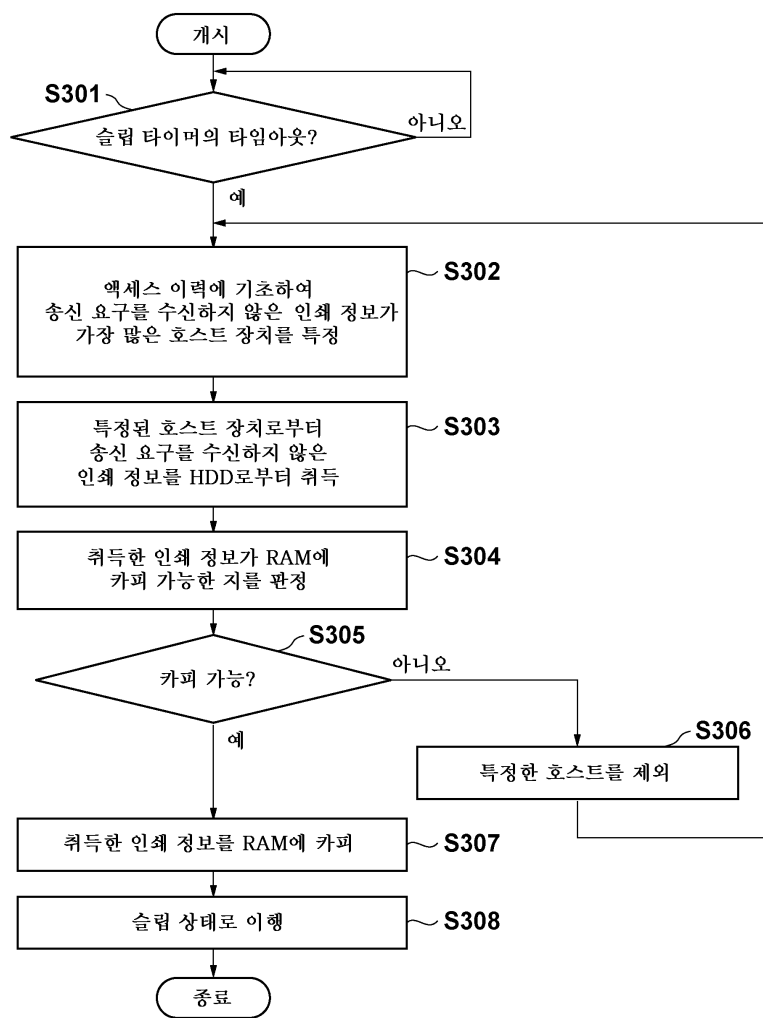 개시
S301
슬립 타이머의 타임아웃?
아니오
예
액세스 이력에 기초하여
송신 요구를 수신하지 않은 인쇄 정보가
가장 많은 호스트 장치를 특정
S302
특정된 호스트 장치로부터
송신 요구를 수신하지 않은
인쇄 정보를 HDD로부터 취득
S303
취득한 인쇄 정보가 RAM에
카피 가능한 지를 판정
S304
S305
카피 가능?
아니오
예
S306
특정한 호스트를 제외
취득한 인쇄 정보를 RAM에 카피
S307
슬립 상태로 이행
S308
종료